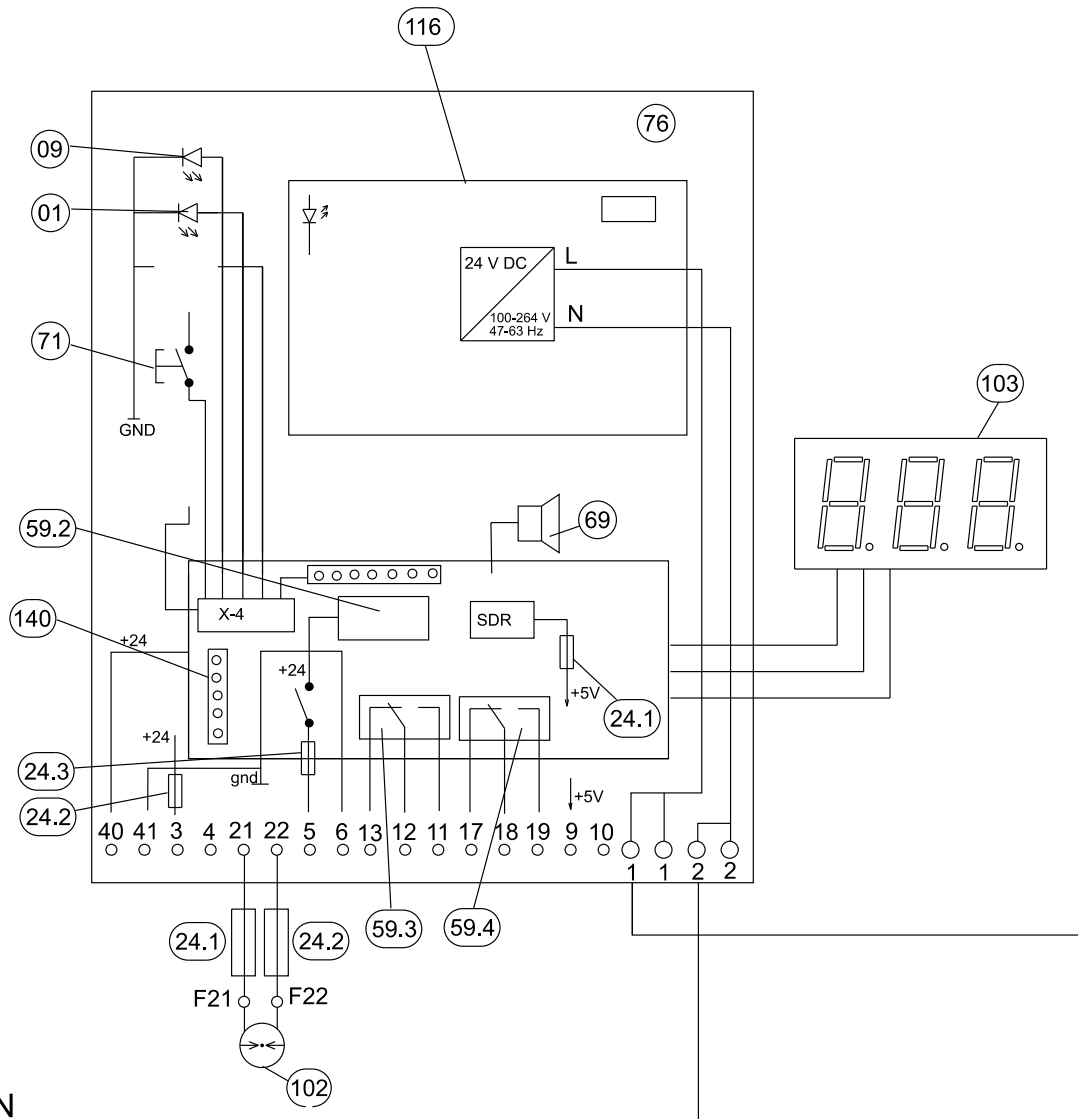 116
76
09
01
L
24 V DC
N
100-264 V
47-63 Hz
71
GND
103
59.2
69
X-4
SDR
140
+24
+24
+5V
24.1
+24
24.3
gnd
24.2
+5V
40 41 3 4 21 22 5 6 13 12 11 17 18 19 9 10
1 1 2 2
24.1 24.2
59.3 59.4
F21 F22
102
N